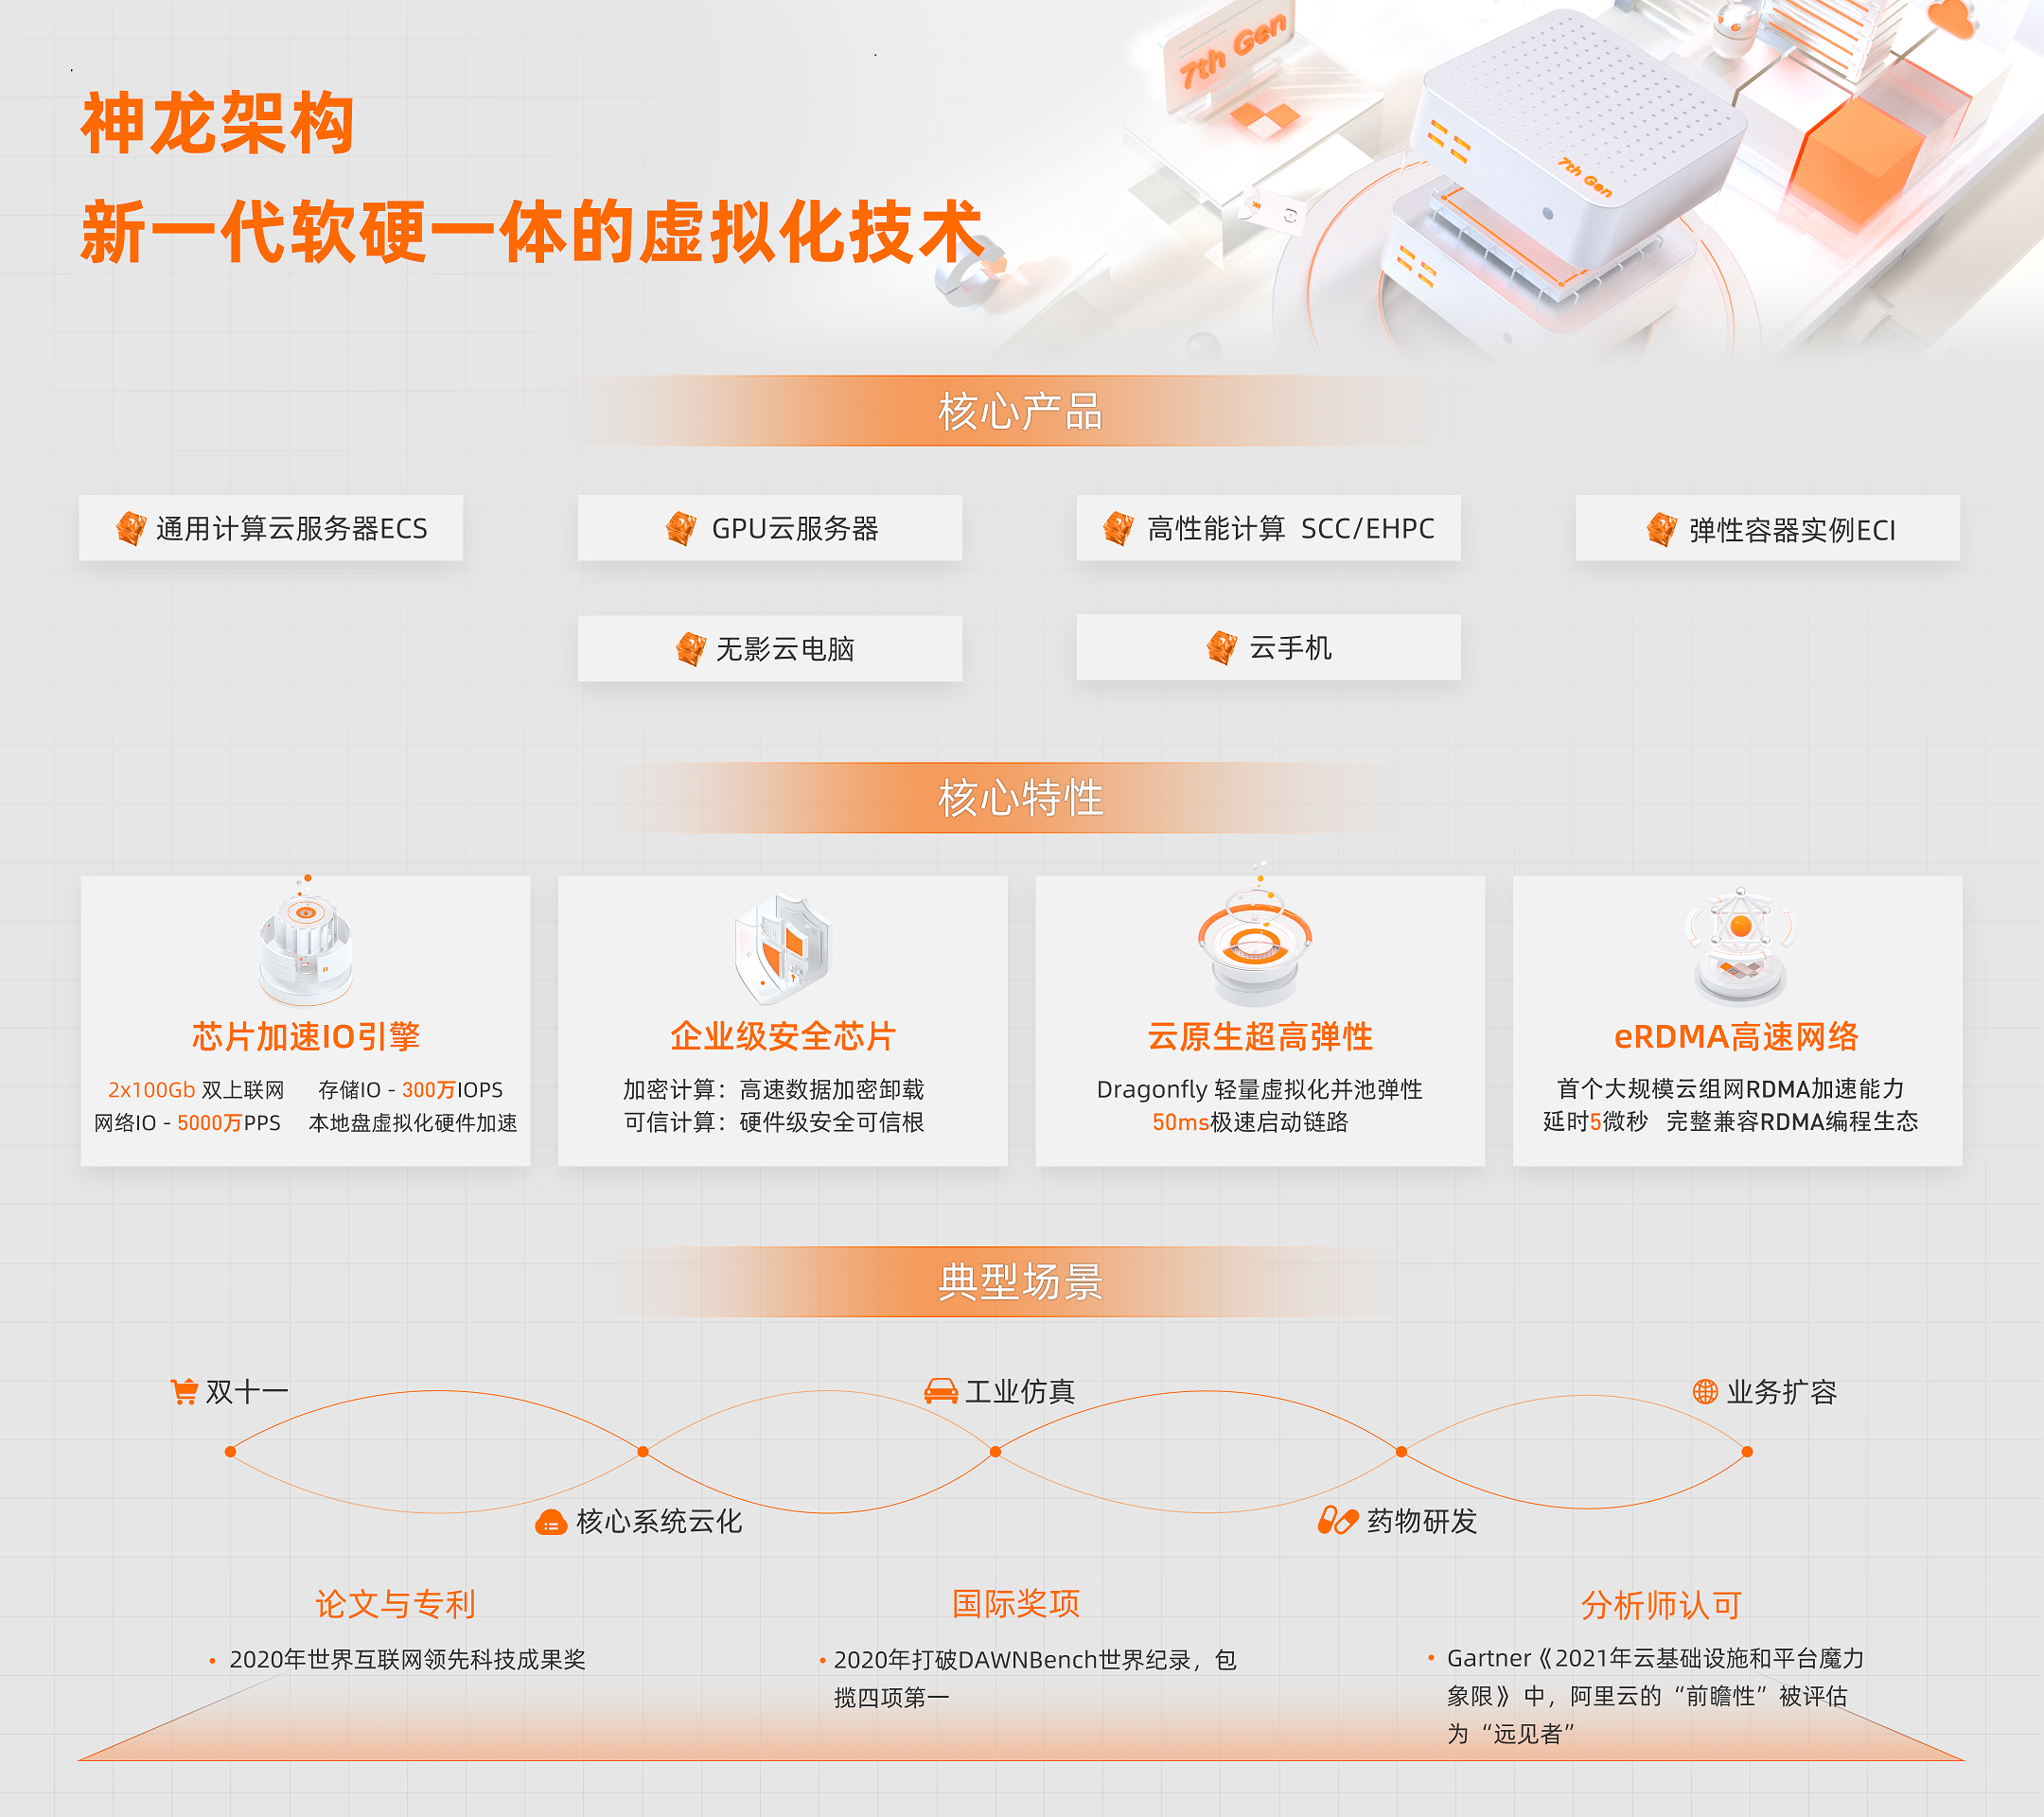 神龙架构
新一代软硬一体的虚拟化技术
7th Gen
7th Gen
核心产品
通用计算云服务器ECS
GPU云服务器
高性能计算 SCC/EHPC
弹性容器实例ECI
无影云电脑
云手机
核心特性
芯片加速IO引擎
2x100Gb 双上联网 存储IO - 300万IOPS
网络IO - 5000万PPS 本地盘虚拟化硬件加速
企业级安全芯片
加密计算：高速数据加密卸载
可信计算：硬件级安全可信根
云原生超高弹性
Dragonfly 轻量虚拟化并池弹性
50ms极速启动链路
eRDMA高速网络
首个大规模云组网RDMA加速能力
延时5微秒 完整兼容RDMA编程生态
典型场景
双十一
工业仿真
业务扩容
核心系统云化
药物研发
论文与专利
• 2020年世界互联网领先科技成果奖
国际奖项
• 2020年打破DAWNBench世界纪录，包
揽四项第一
分析师认可
• Gartner《2021年云基础设施和平台魔力
象限》中，阿里云的“前瞻性”被评估
为“远见者”